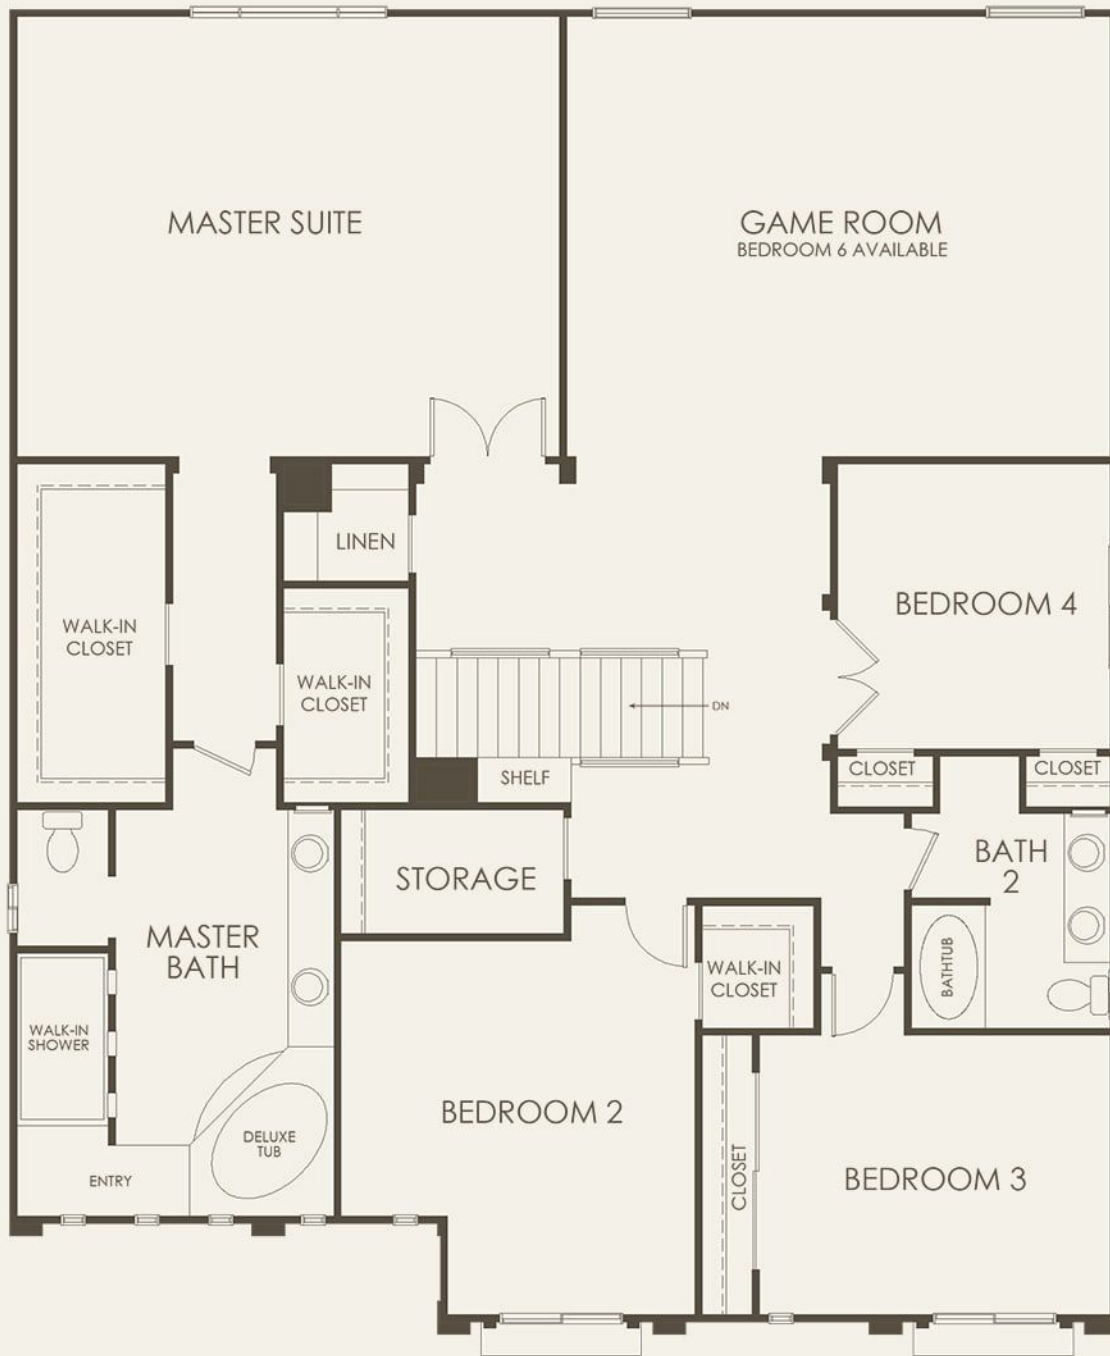 MASTER SUITE
GAME ROOM
BEDROOM 6 AVAILABLE
LINEN
WALK-IN
CLOSET
WALK-IN
CLOSET
BEDROOM 4
DN
SHELF
CLOSET
CLOSET
STORAGE
BATH
2
MASTER
BATH
BATHTUB
WALK-IN
CLOSET
WALK-IN
SHOWER
BEDROOM 2
DELUXE
TUB
ENTRY
CLOSET
BEDROOM 3